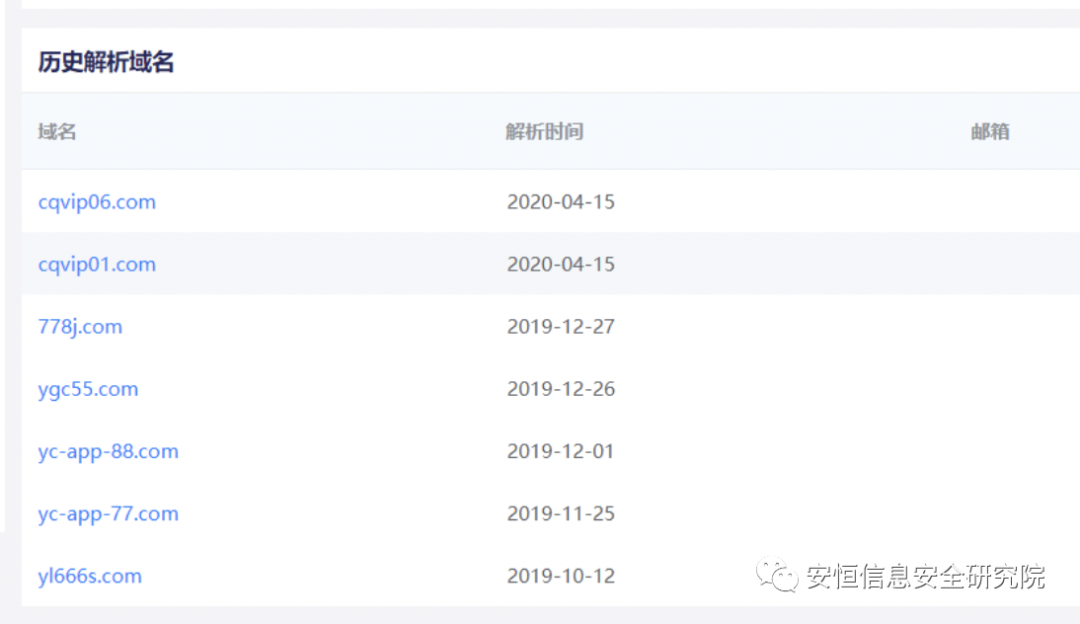 历史解析域名
域名 解析时间 邮箱
cqvip06.com 2020-04-15
cqvip01.com 2020-04-15
778j.com 2019-12-27
ygc55.com 2019-12-26
yc-app-88.com 2019-12-01
yc-app-77.com 2019-11-25
yl666s.com 2019-10-12
安恒信息安全研究院